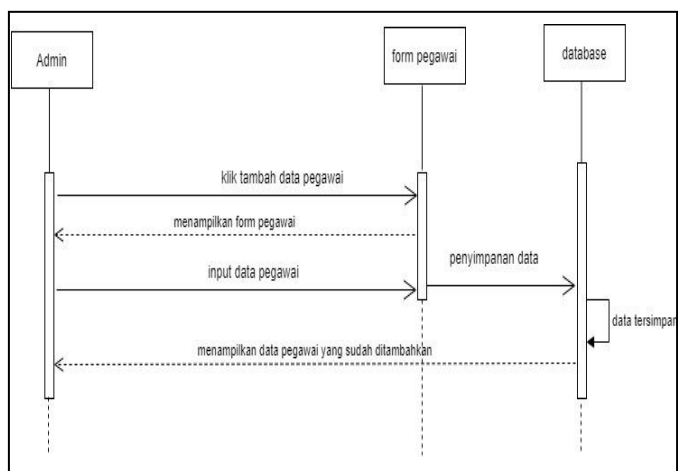 Admin
form pegawai
database
klik tambah data pegawai
menampilkan form pegawai
input data pegawai
penyimpanan data
data tersimpan
menampilkan data pegawai yang sudah ditambahkan